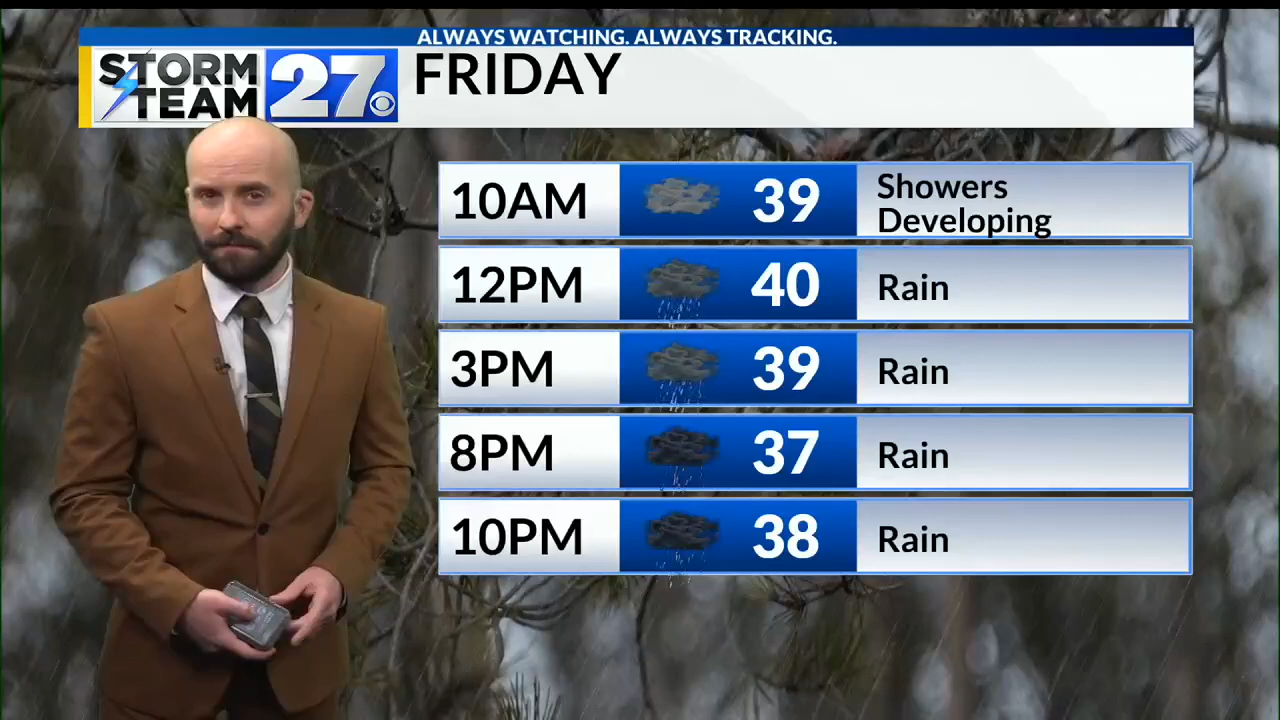 ALWAYS WATCHING. ALWAYS TRACKING.
STORM
TEAM
27
FRIDAY
10AM 39 Showers
Developing
12PM 40 Rain
3PM 39 Rain
8PM 37 Rain
10PM 38 Rain